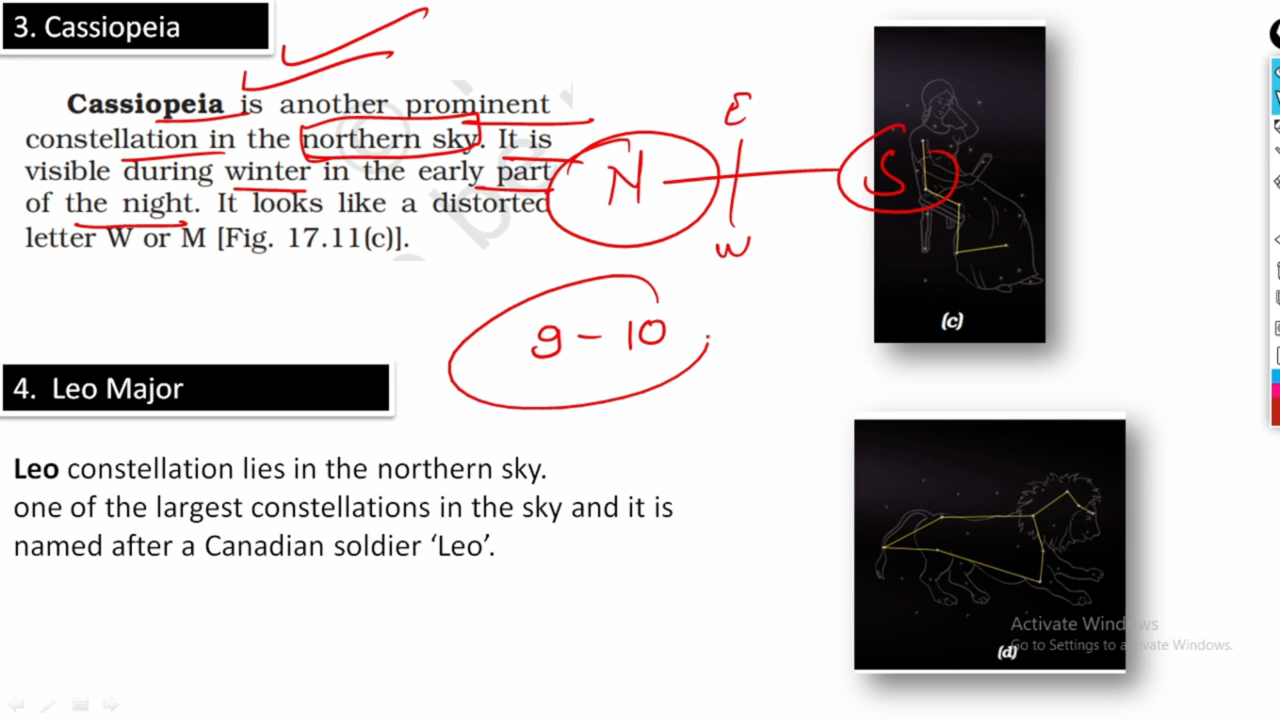 3. Cassiopeia
Cassiopeia is another prominent
constellation in the northern sky. It is
visible during winter in the early part
of the night. It looks like a distorted
letter W or M [Fig. 17.11(c)].
E
N
S
W
9 - 10
(c)
4. Leo Major
Leo constellation lies in the northern sky.
one of the largest constellations in the sky and it is
named after a Canadian soldier ‘Leo’.
(d)
Activate Windows
Go to Settings to activate Windows.